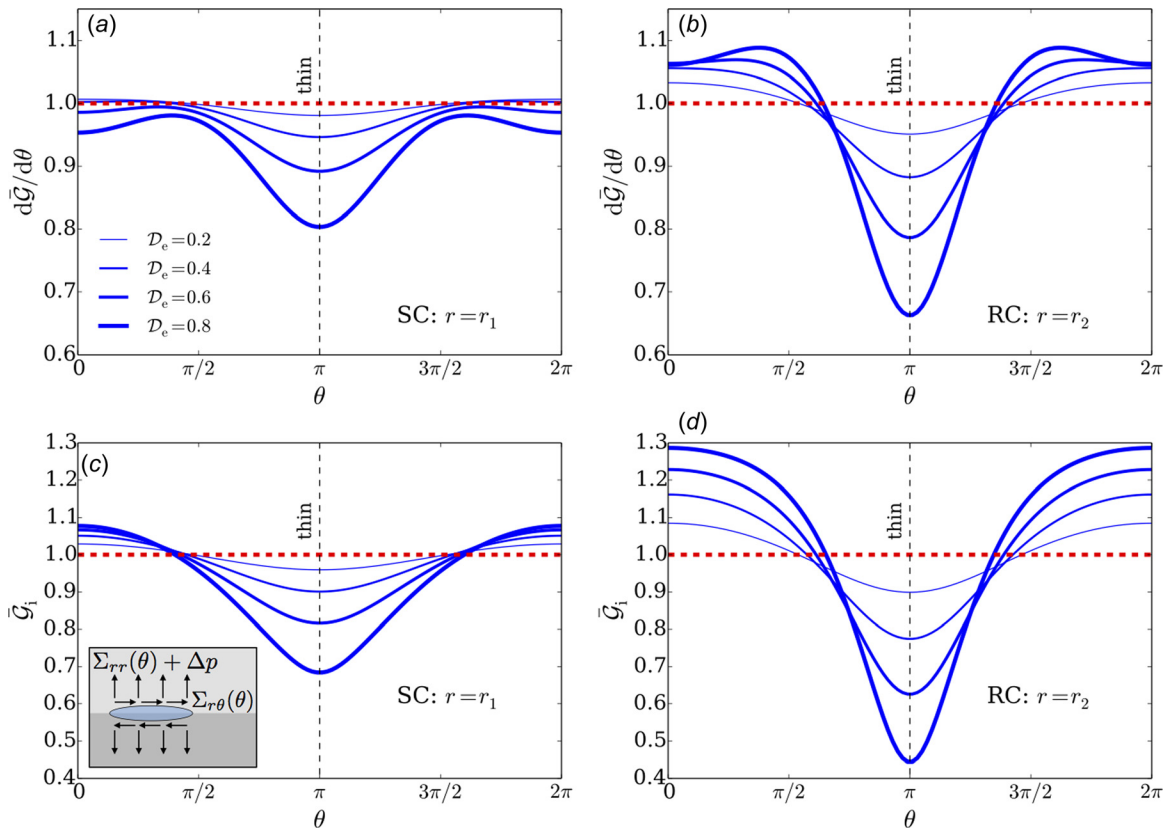 (a)
1.1
1.0
0.9
0.8
0.7
0.6
dḠ/dθ
thin
𝒟ₑ=0.2
𝒟ₑ=0.4
𝒟ₑ=0.6
𝒟ₑ=0.8
SC: r=r₁
0
π/2
π
3π/2
2π
θ
(b)
1.1
1.0
0.9
0.8
0.7
0.6
dḠ/dθ
thin
RC: r=r₂
0
π/2
π
3π/2
2π
θ
(c)
1.3
1.2
1.1
1.0
0.9
0.8
0.7
0.6
0.5
0.4
Ḡᵢ
thin
Σrr(θ) + Δp
Σrθ(θ)
SC: r=r₁
0
π/2
π
3π/2
2π
θ
(d)
1.3
1.2
1.1
1.0
0.9
0.8
0.7
0.6
0.5
0.4
Ḡᵢ
thin
RC: r=r₂
0
π/2
π
3π/2
2π
θ